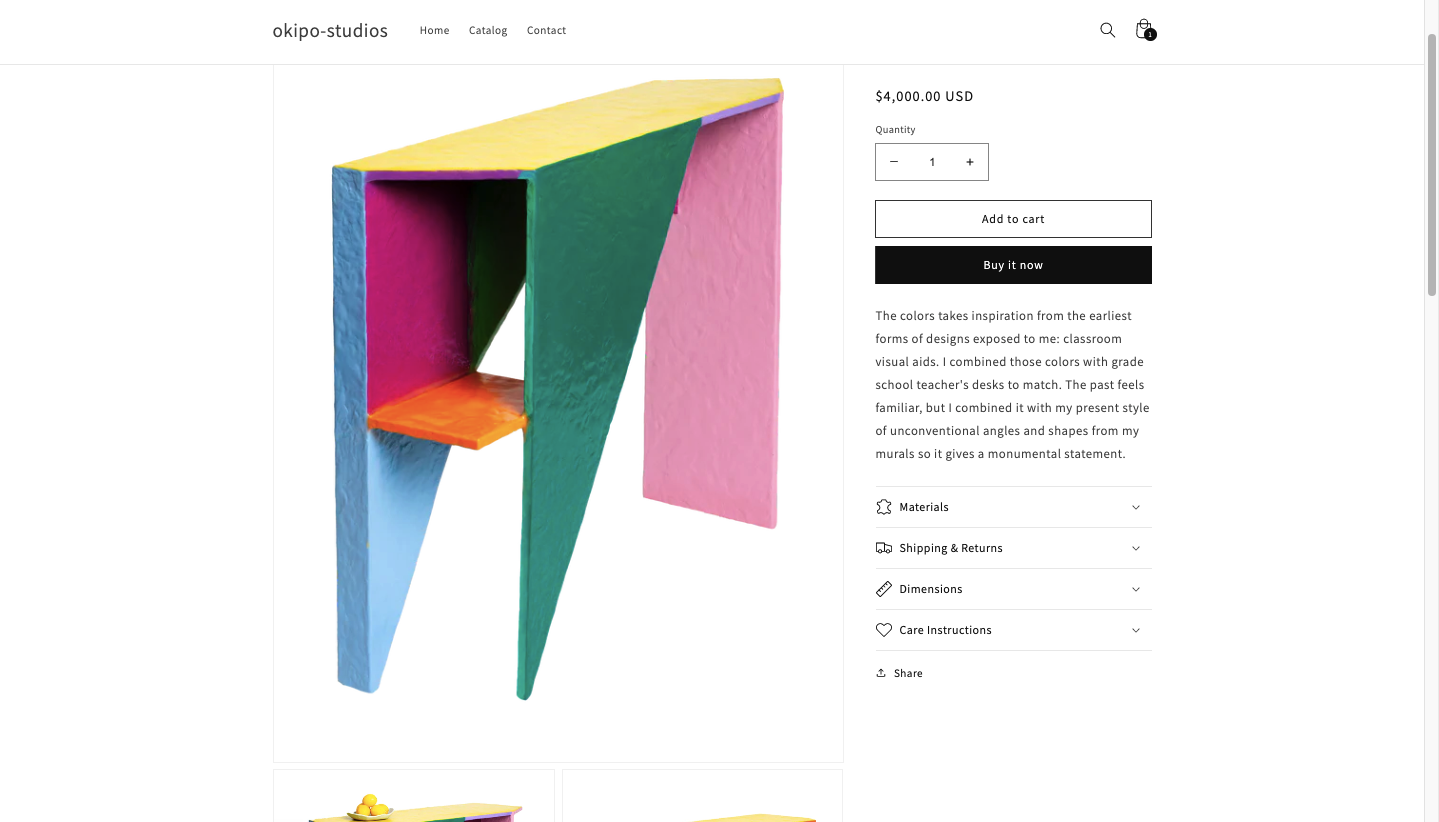 okipo-studios
Home
Catalog
Contact
1
$4,000.00 USD
Quantity
− 1 +
Add to cart
Buy it now
The colors takes inspiration from the earliest
forms of designs exposed to me: classroom
visual aids. I combined those colors with grade
school teacher's desks to match. The past feels
familiar, but I combined it with my present style
of unconventional angles and shapes from my
murals so it gives a monumental statement.
Materials
Shipping & Returns
Dimensions
Care Instructions
Share